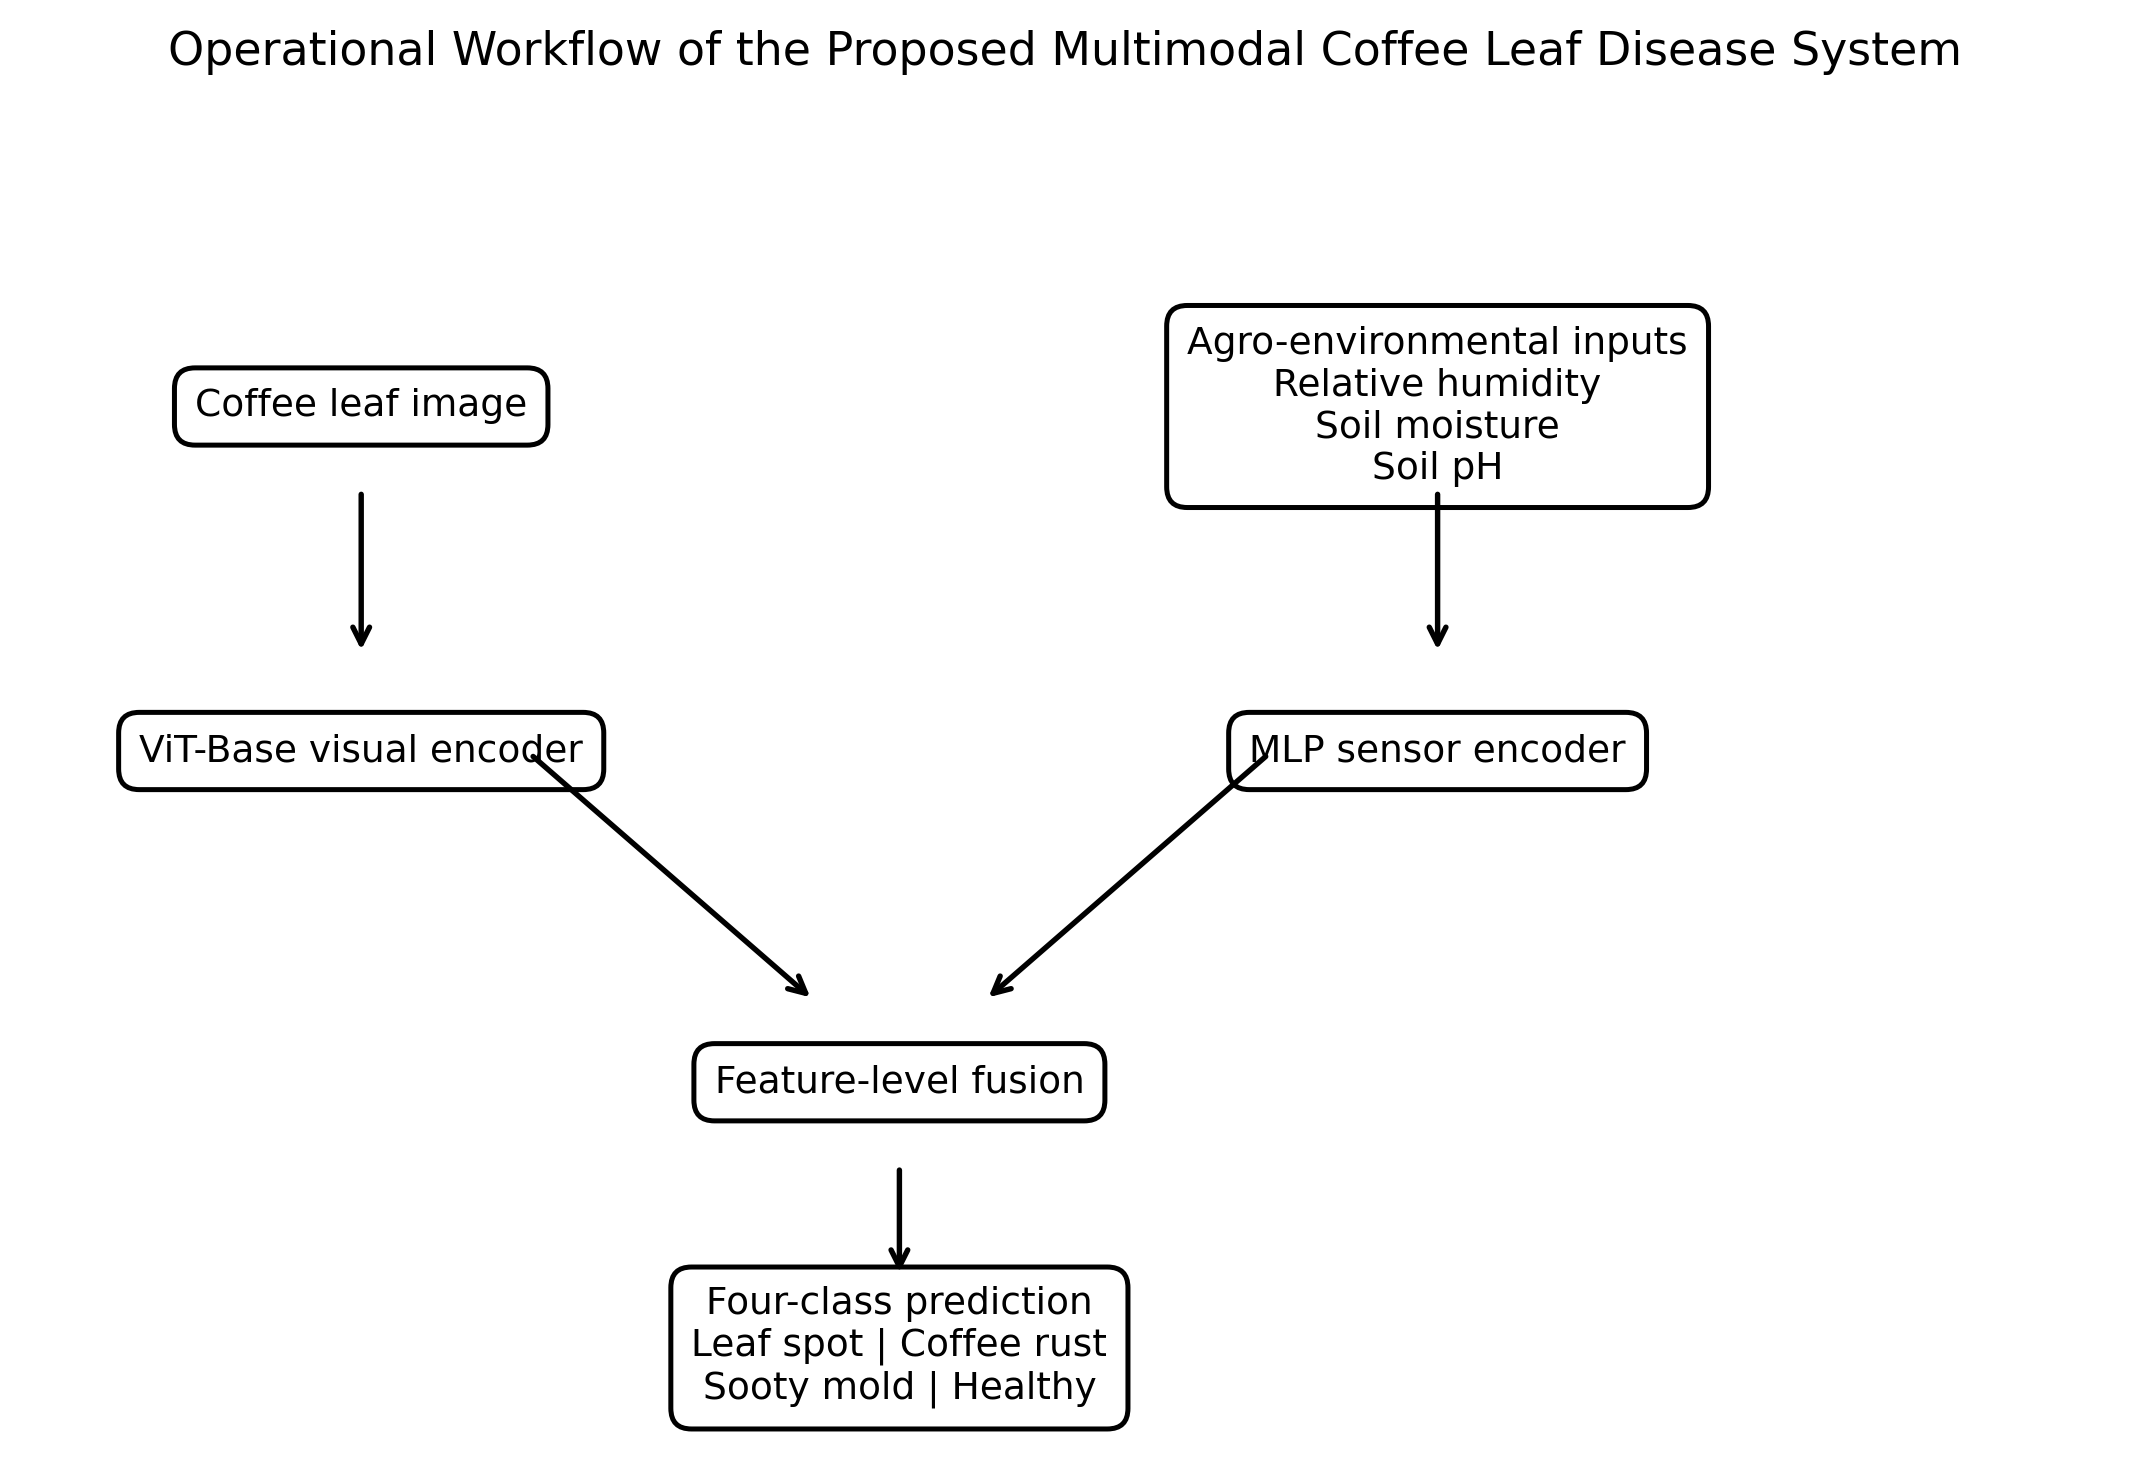 Operational Workflow of the Proposed Multimodal Coffee Leaf Disease System
Coffee leaf image
Agro-environmental inputs
Relative humidity
Soil moisture
Soil pH
ViT-Base visual encoder
MLP sensor encoder
Feature-level fusion
Four-class prediction
Leaf spot | Coffee rust
Sooty mold | Healthy